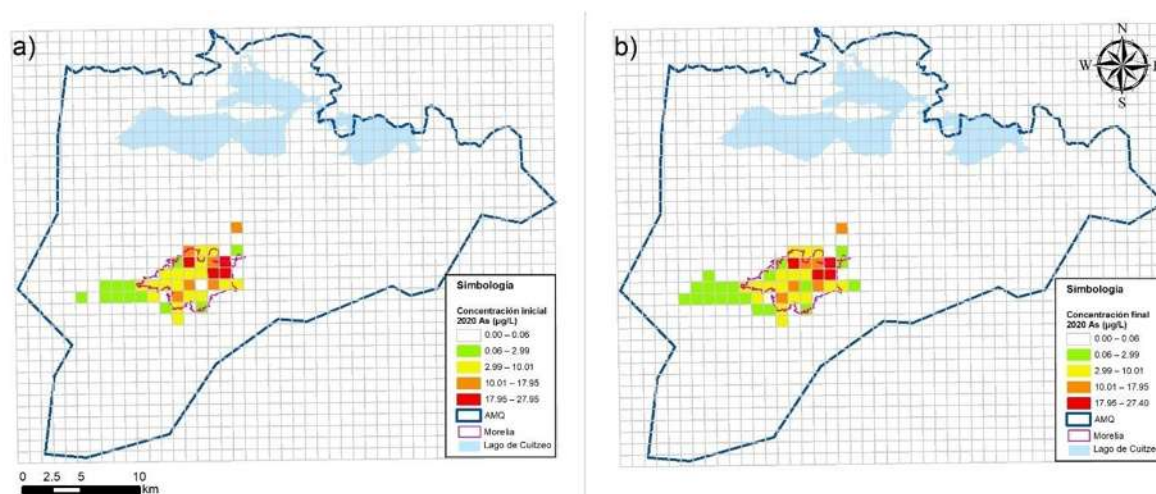 a)
Simbología
Concentración inicial
2020 As (µg/L)
0.00 – 0.06
0.06 – 2.99
2.99 – 10.01
10.01 – 17.95
17.95 – 27.95
AMQ
Morelia
Lago de Cuitzeo
0 2.5 5 10
km
b)
N
W E
S
Simbología
Concentración final
2020 As (µg/L)
0.00 – 0.06
0.06 – 2.99
2.99 – 10.01
10.01 – 17.95
17.95 – 27.40
AMQ
Morelia
Lago de Cuitzeo